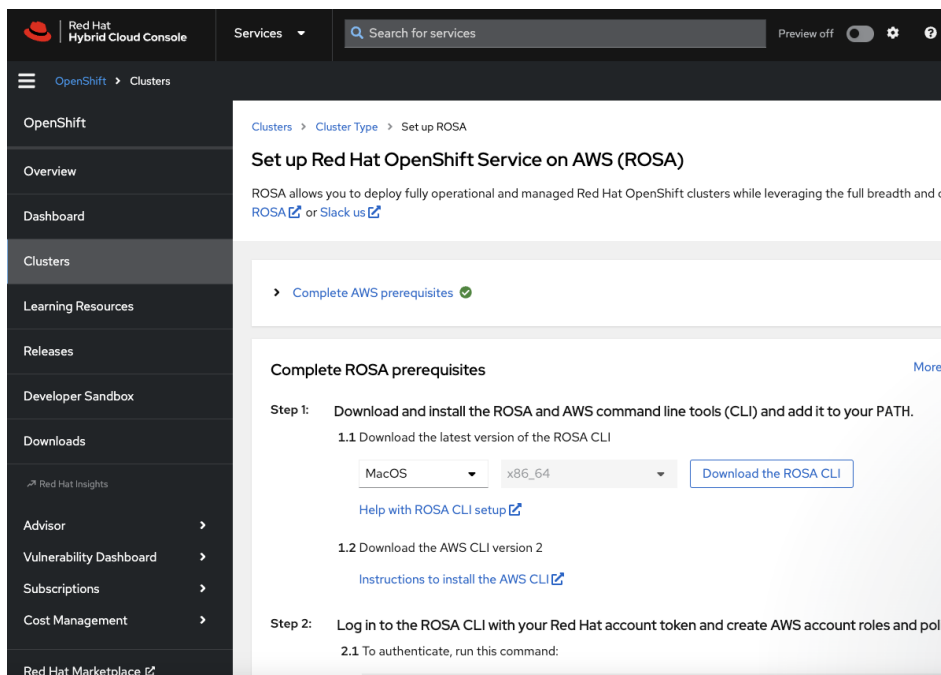 Red Hat
Hybrid Cloud Console
Services
Search for services
Preview off
OpenShift > Clusters
OpenShift
Overview
Dashboard
Clusters
Learning Resources
Releases
Developer Sandbox
Downloads
Red Hat Insights
Advisor
Vulnerability Dashboard
Subscriptions
Cost Management
Red Hat Marketplace
Clusters > Cluster Type > Set up ROSA
Set up Red Hat OpenShift Service on AWS (ROSA)
ROSA allows you to deploy fully operational and managed Red Hat OpenShift clusters while leveraging the full breadth and
ROSA or Slack us
Complete AWS prerequisites
Complete ROSA prerequisites
More
Step 1: Download and install the ROSA and AWS command line tools (CLI) and add it to your PATH.
1.1 Download the latest version of the ROSA CLI
MacOS x86_64 Download the ROSA CLI
Help with ROSA CLI setup
1.2 Download the AWS CLI version 2
Instructions to install the AWS CLI
Step 2: Log in to the ROSA CLI with your Red Hat account token and create AWS account roles and pol
2.1 To authenticate, run this command: